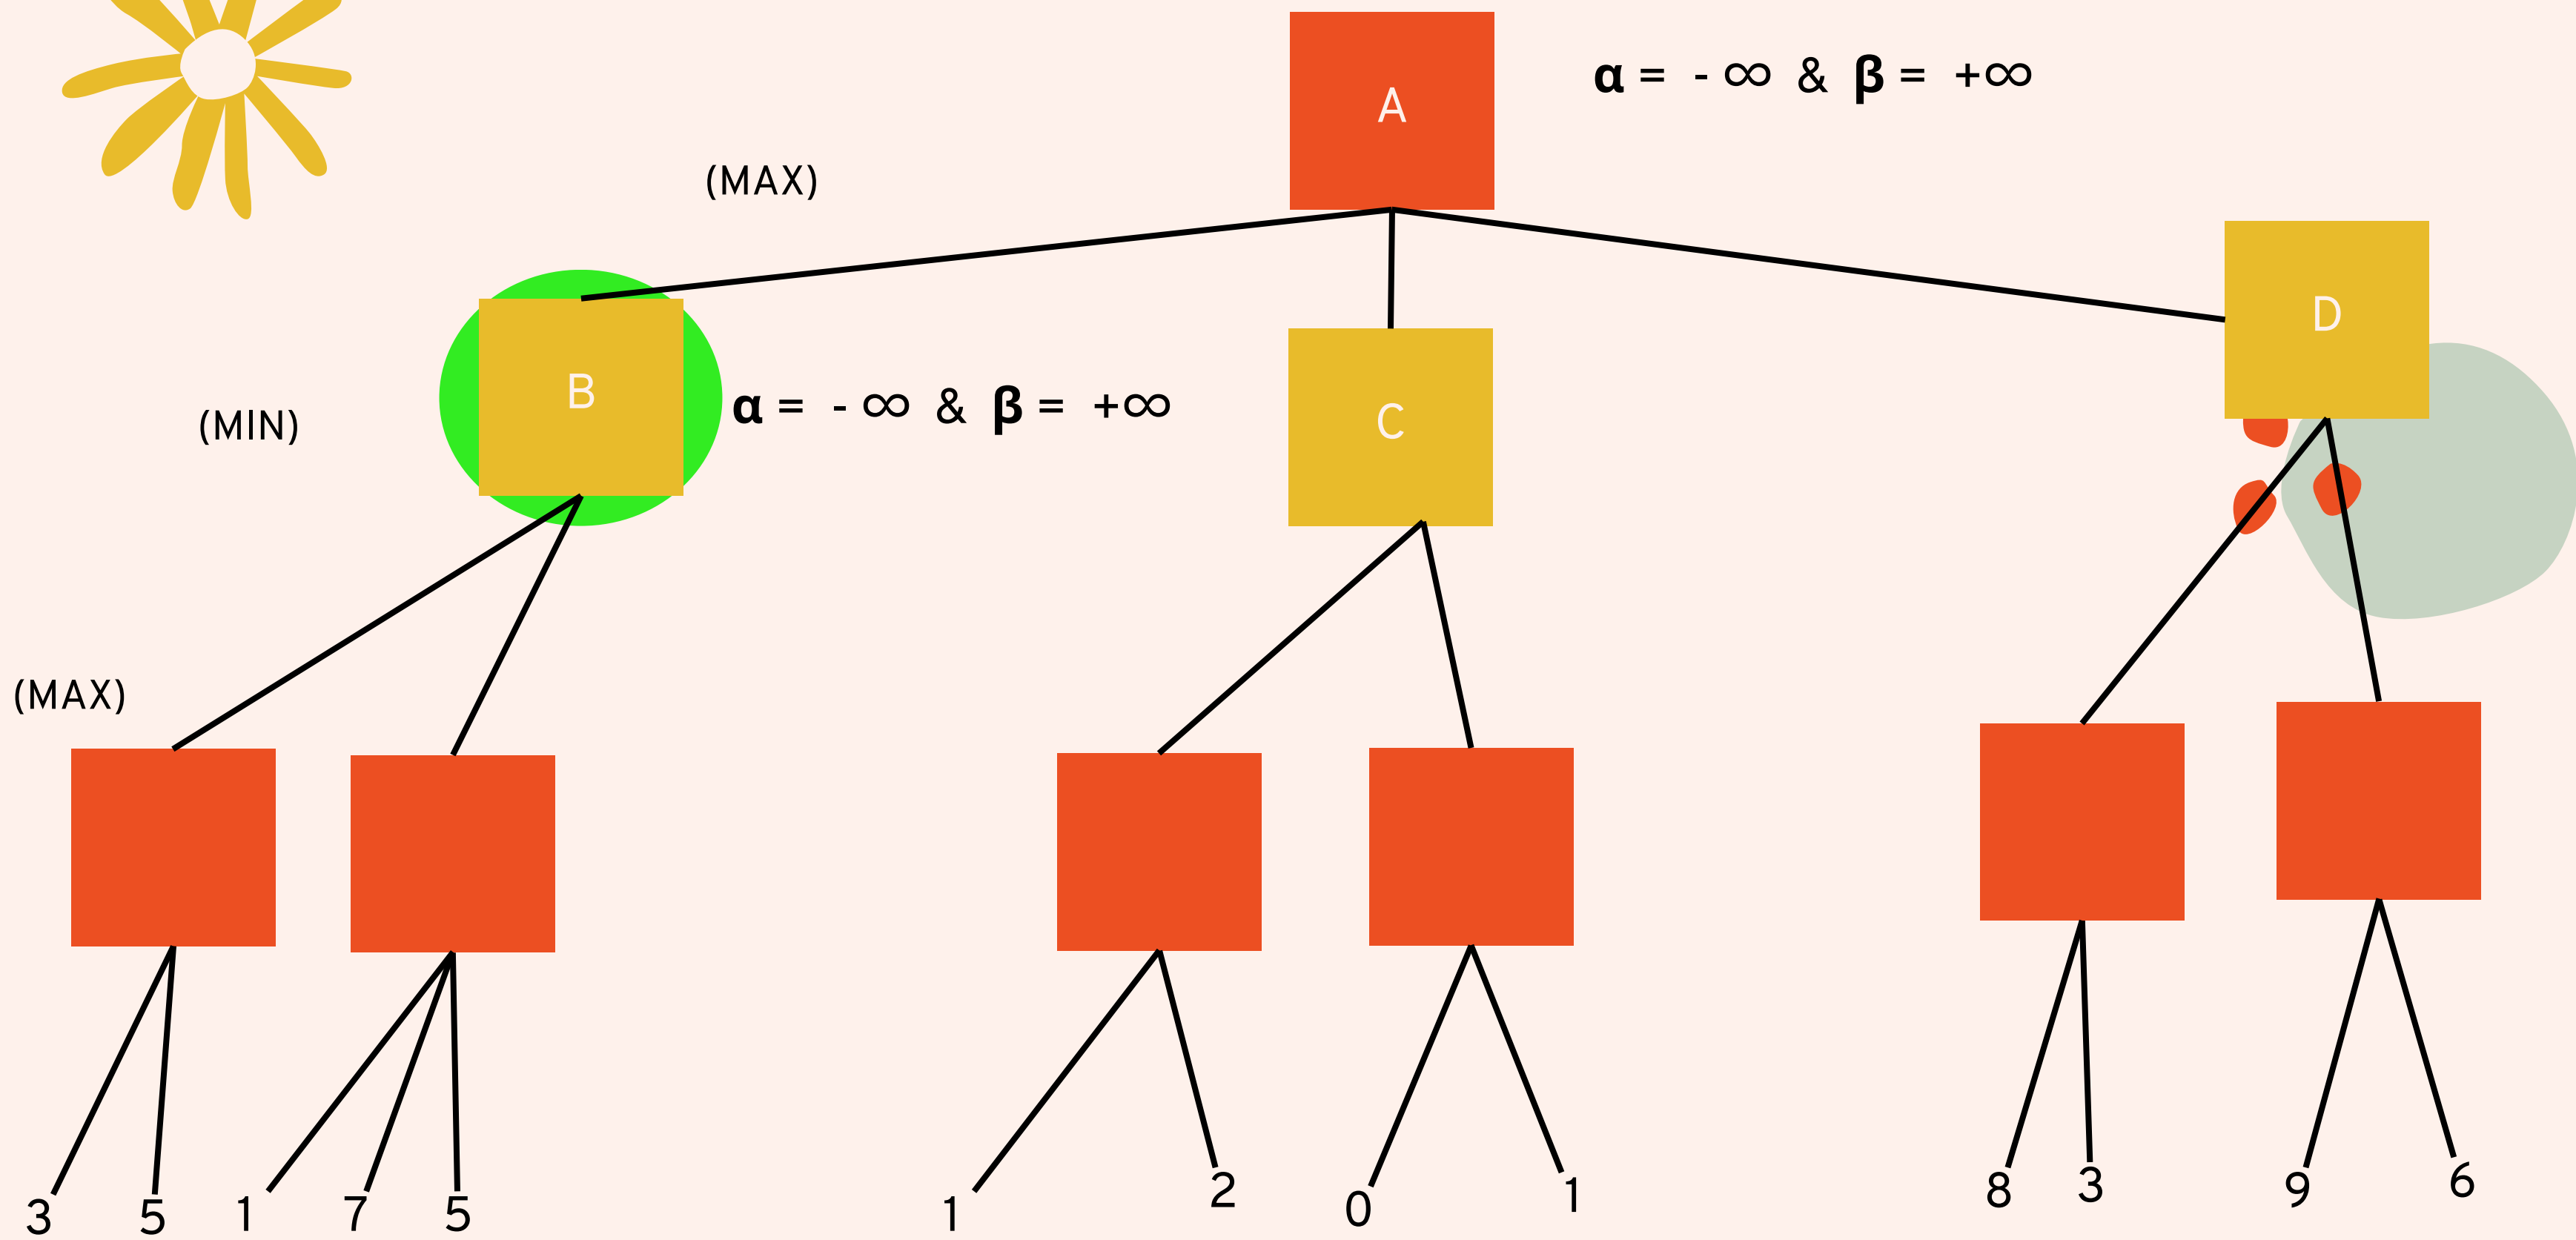 A
α = - ∞ & β = +∞
(MAX)
D
B
α = - ∞ & β = +∞
C
(MIN)
(MAX)
3 5 1 7 5 1 2 0 1 8 3 9 6